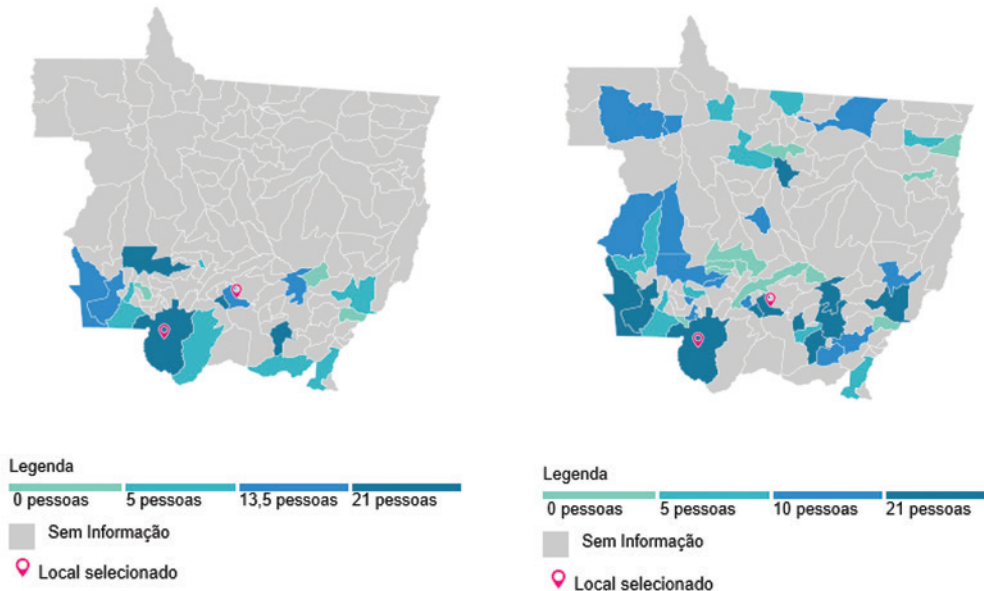 Legenda
0 pessoas 5 pessoas 13,5 pessoas 21 pessoas
Sem Informação
Local selecionado
Legenda
0 pessoas 5 pessoas 10 pessoas 21 pessoas
Sem Informação
Local selecionado